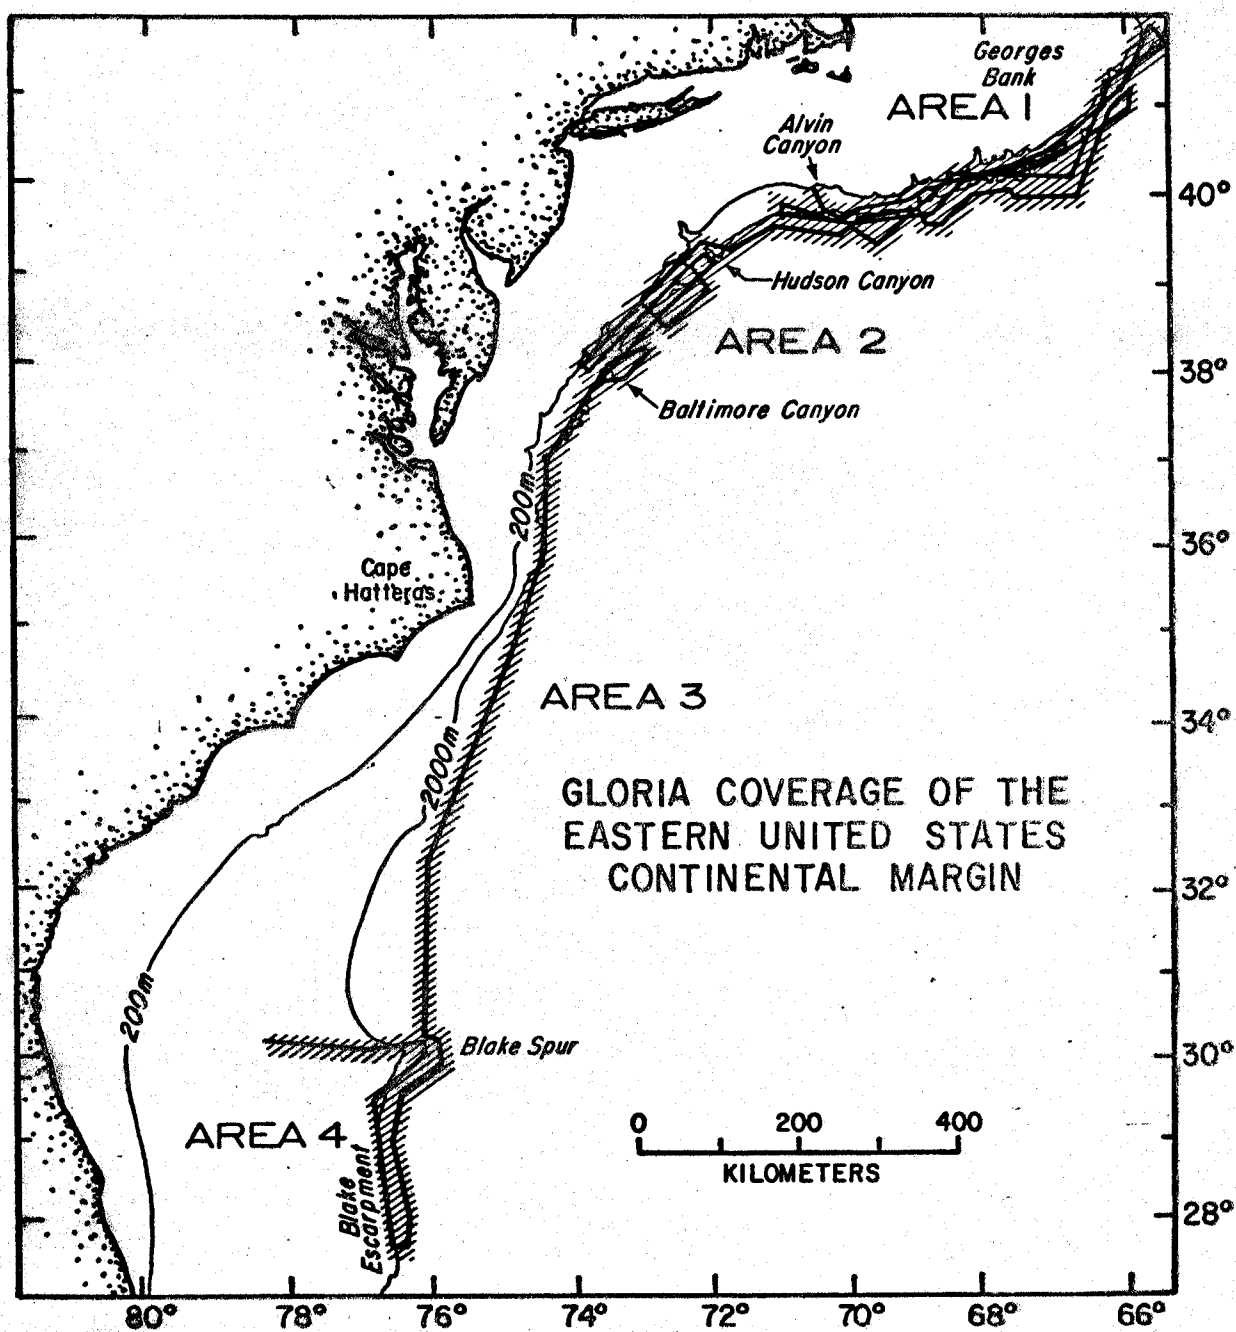 Georges
Bank
AREA 1
Alvin
Canyon
40°
Hudson Canyon
AREA 2
38°
Baltimore Canyon
200m
36°
Cape
Hatteras
AREA 3
34°
2000m
GLORIA COVERAGE OF THE
EASTERN UNITED STATES
CONTINENTAL MARGIN
32°
200m
Blake Spur
30°
AREA 4
0 200 400
KILOMETERS
Blake
Escarpment
28°
80° 78° 76° 74° 72° 70° 68° 66°